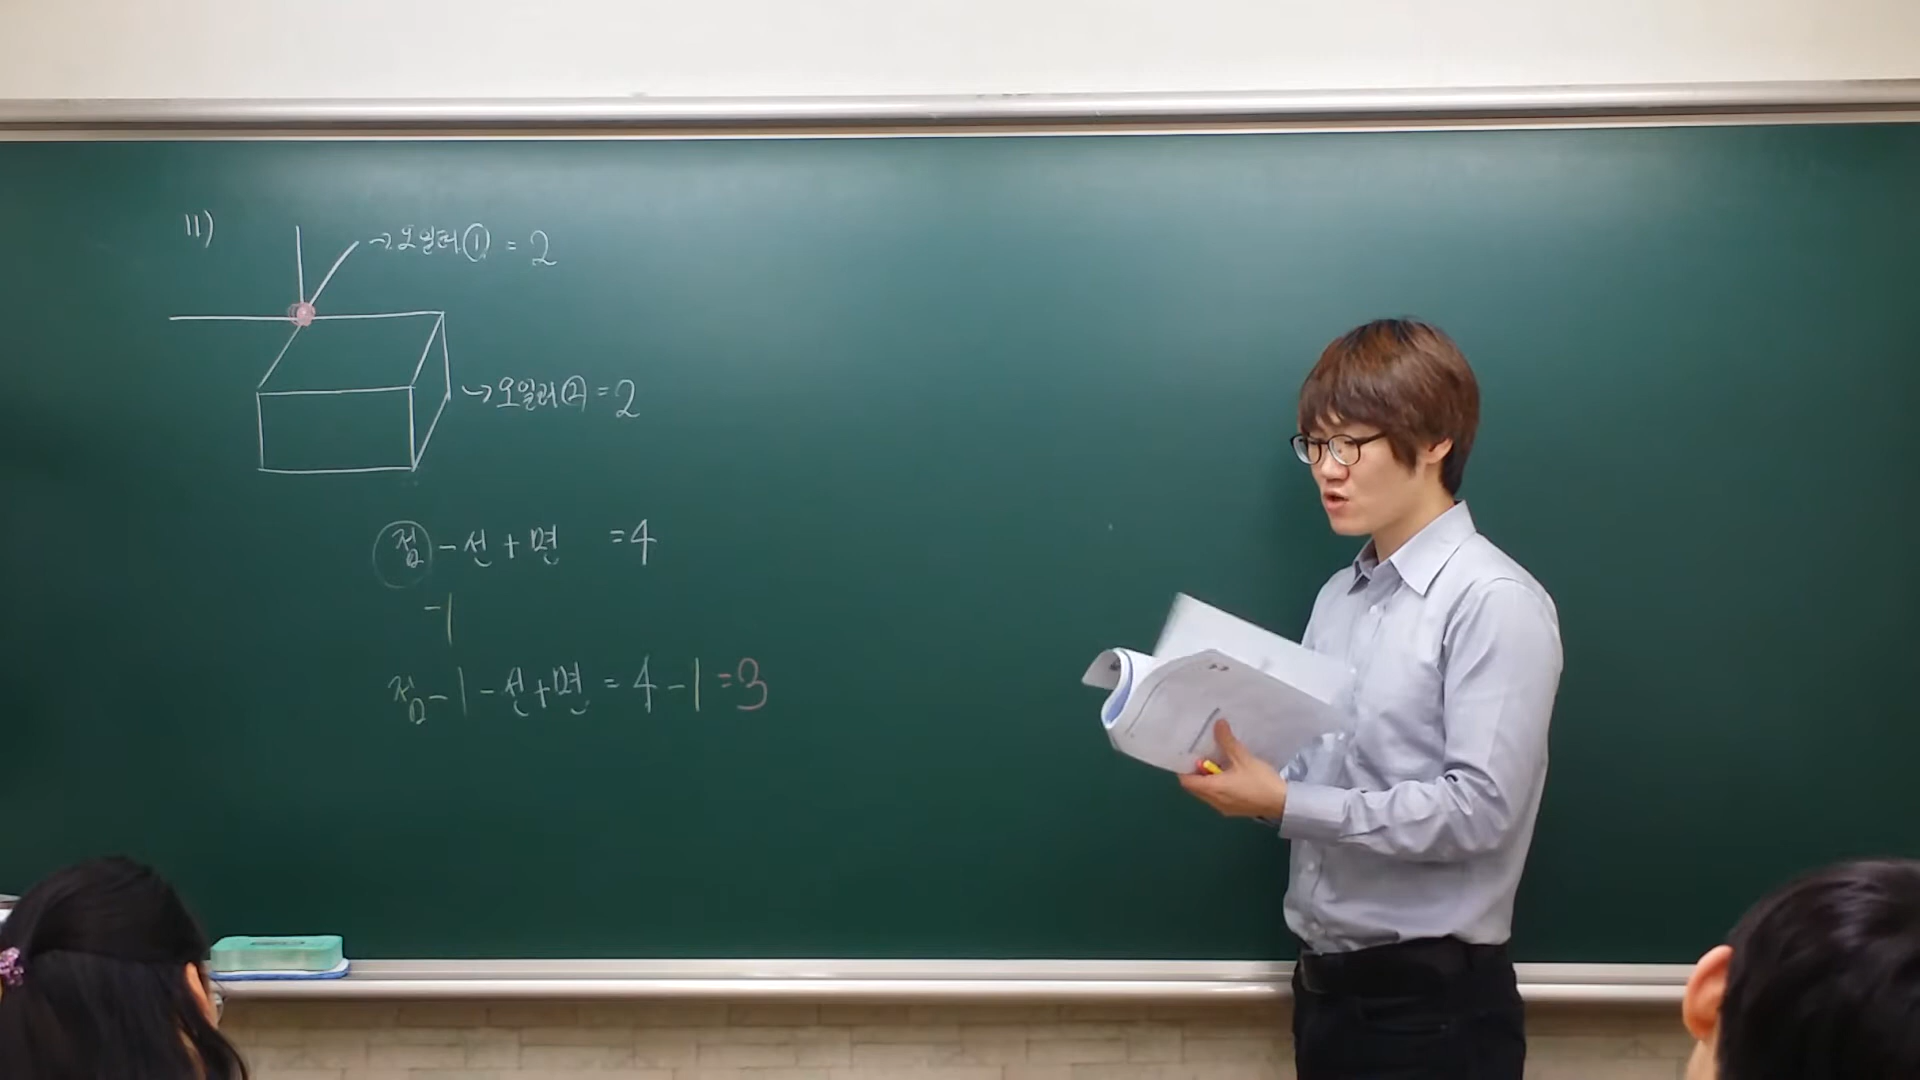 11)
→오일러① = 2
→오일러② = 2
점 - 선 + 면 = 4
-1
점 - 1 - 선 + 면 = 4 - 1 = 3